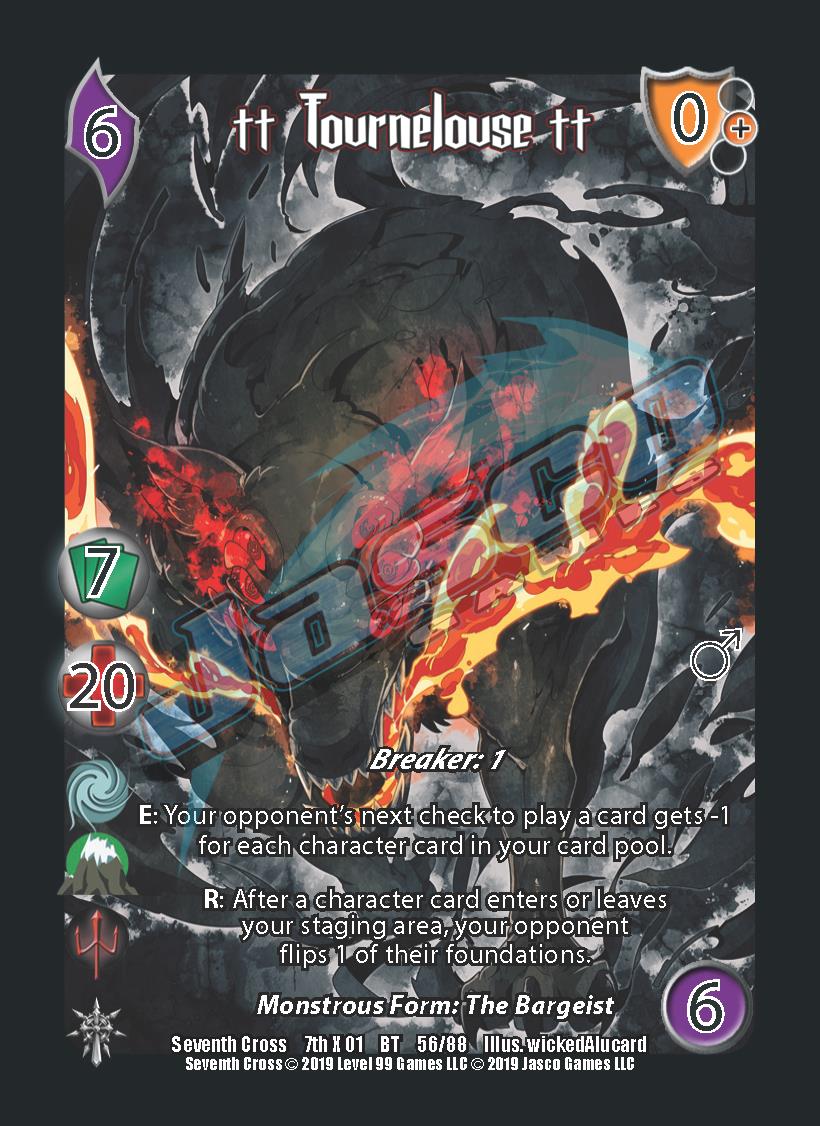 6
†† Tournelouse ††
0
+
Jasco
GAMES
7
20
Breaker: 1
E: Your opponent's next check to play a card gets -1
for each character card in your card pool.
R: After a character card enters or leaves
your staging area, your opponent
flips 1 of their foundations.
Monstrous Form: The Bargeist
6
Seventh Cross 7th X 01 BT 56/88 Illus. wickedAlucard
Seventh Cross © 2019 Level 99 Games LLC © 2019 Jasco Games LLC